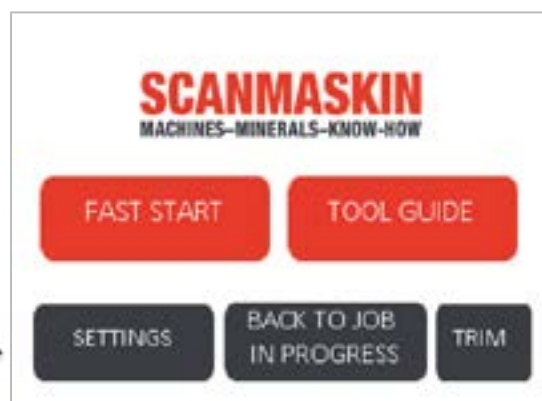 SCANMASKIN
MACHINES–MINERALS–KNOW-HOW
FAST START
TOOL GUIDE
SETTINGS
BACK TO JOB
IN PROGRESS
TRIM